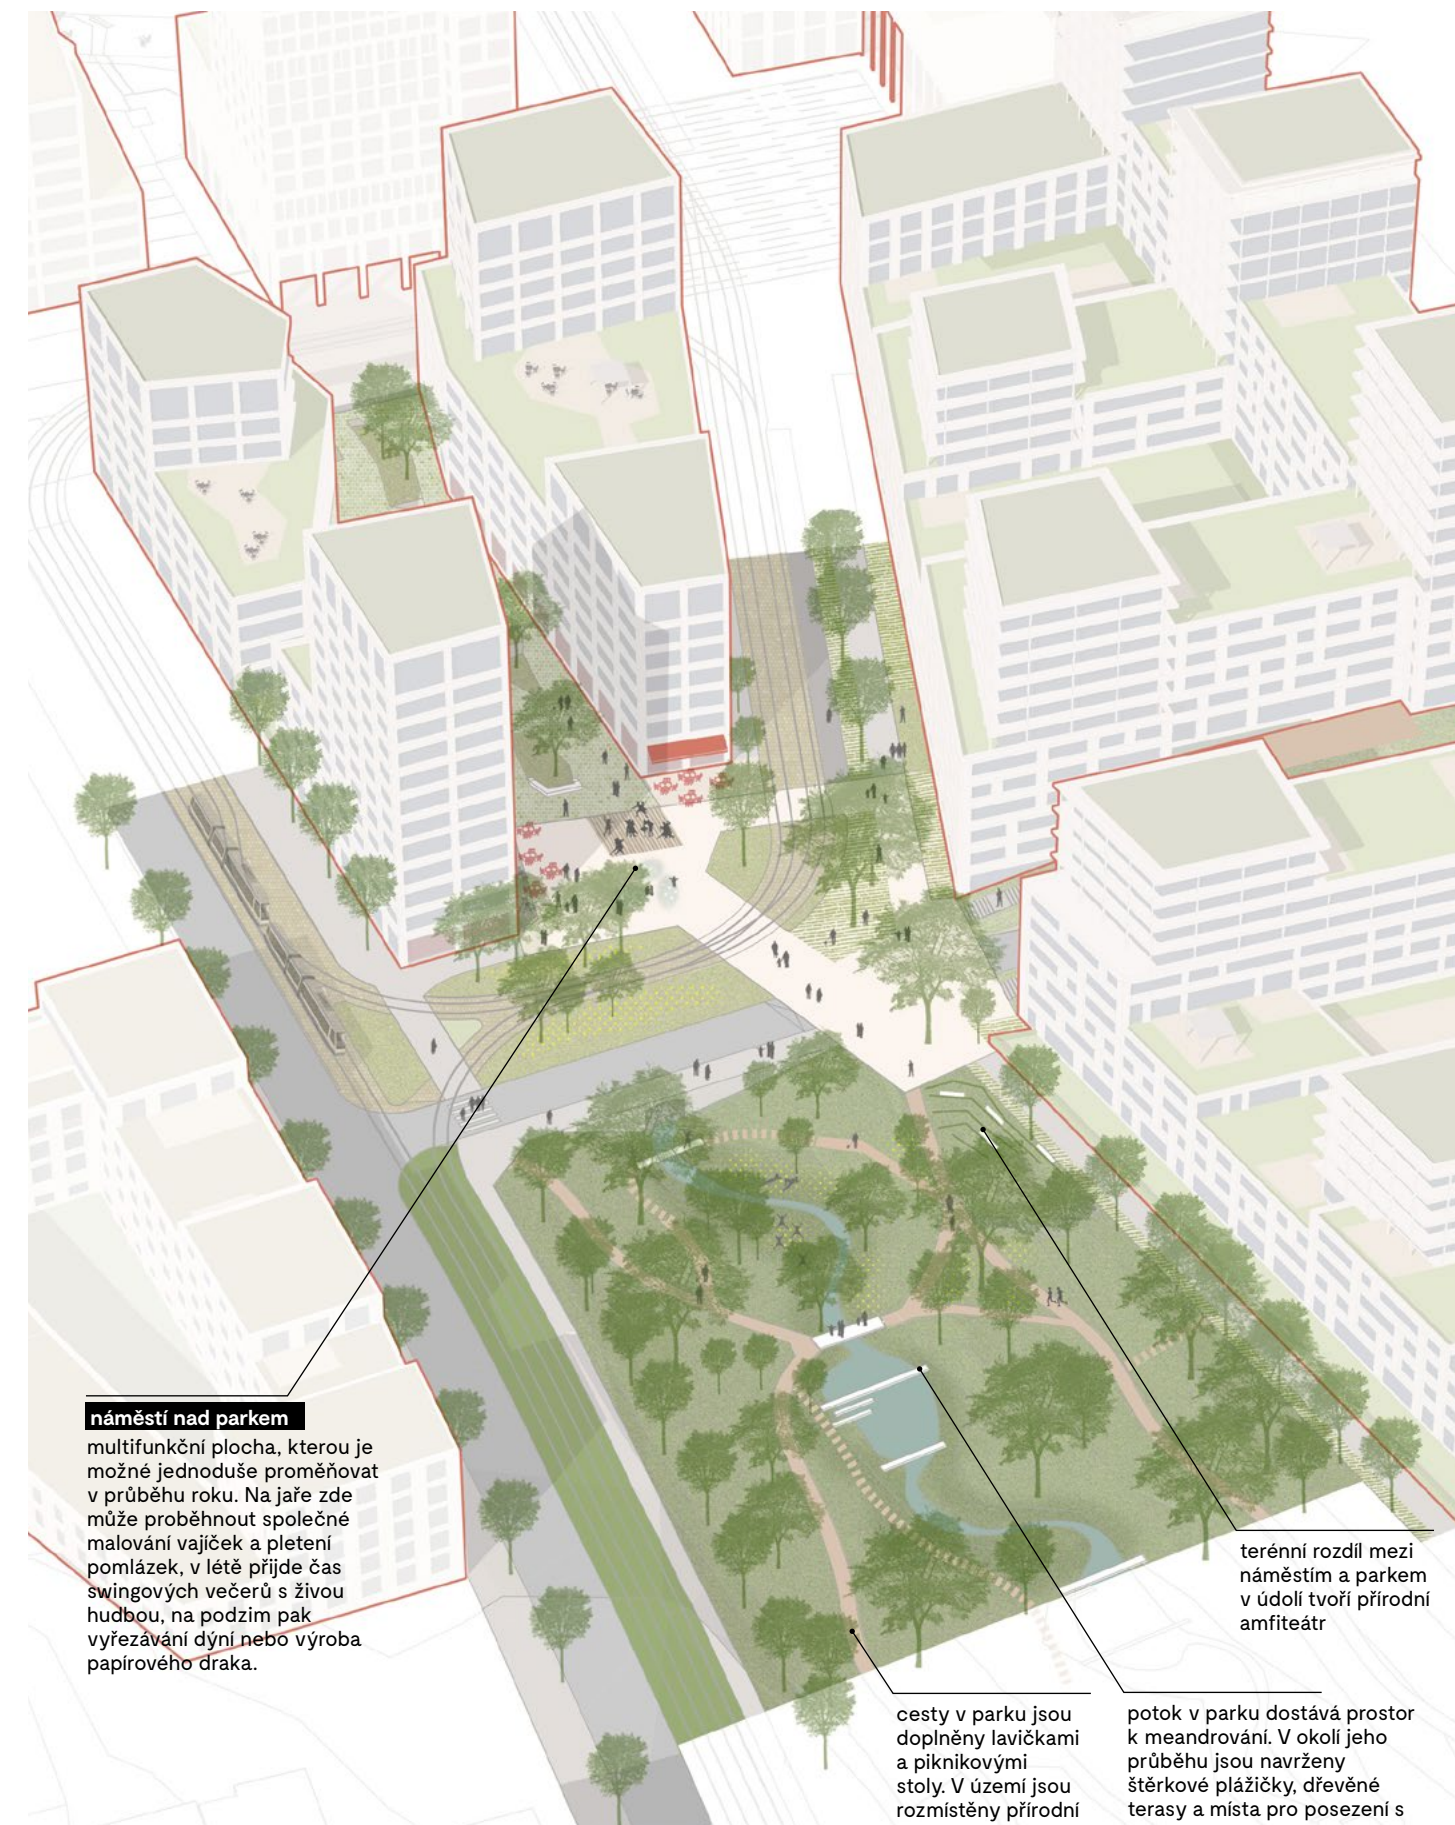 náměstí nad parkem
multifunkční plocha, kterou je
možné jednoduše proměňovat
v průběhu roku. Na jaře zde
může proběhnout společné
malování vajíček a pletení
pomlázek, v létě přijde čas
swingových večerů s živou
hudbou, na podzim pak
vyřezávání dýní nebo výroba
papírového draka.
terénní rozdíl mezi
náměstím a parkem
v údolí tvoří přírodní
amfiteátr
cesty v parku jsou
doplněny lavičkami
a piknikovými
stoly. V území jsou
rozmístěny přírodní
potok v parku dostává prostor
k meandrování. V okolí jeho
průběhu jsou navrženy
štěrkové plážičky, dřevěné
terasy a místa pro posezení s